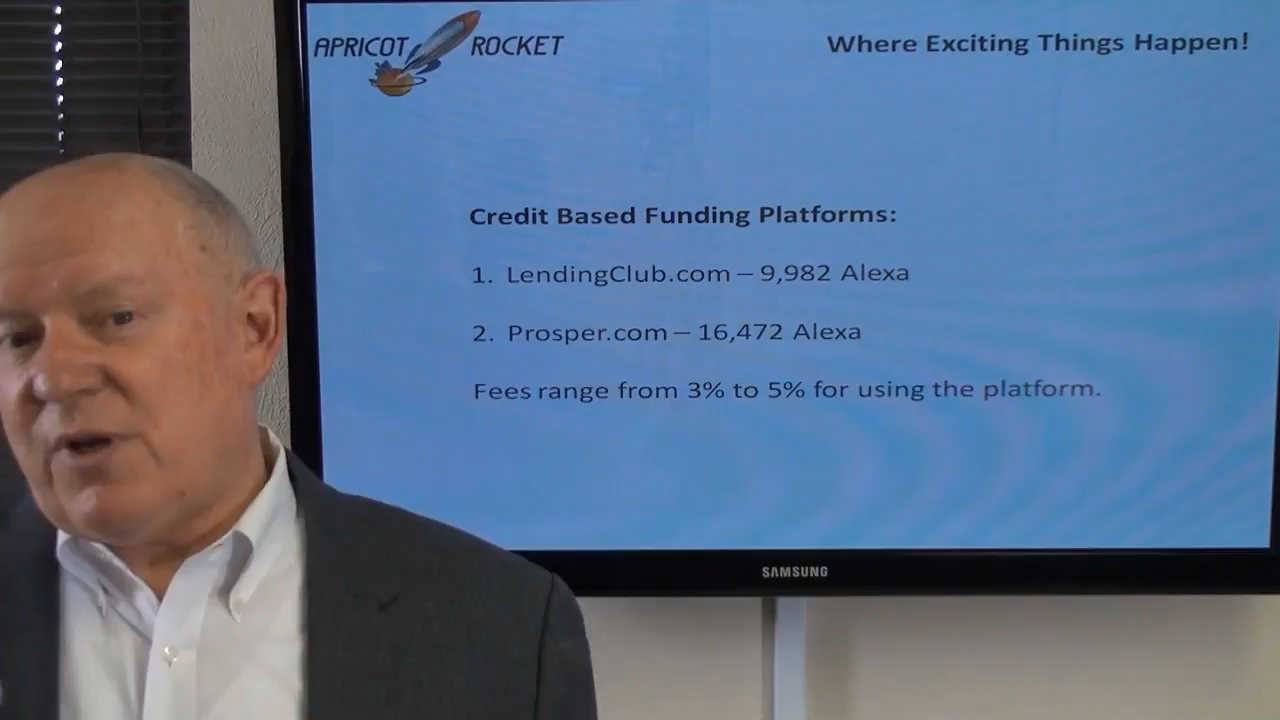 APRICOT ROCKET
Where Exciting Things Happen!
Credit Based Funding Platforms:
1. LendingClub.com – 9,982 Alexa
2. Prosper.com – 16,472 Alexa
Fees range from 3% to 5% for using the platform.
SAMSUNG